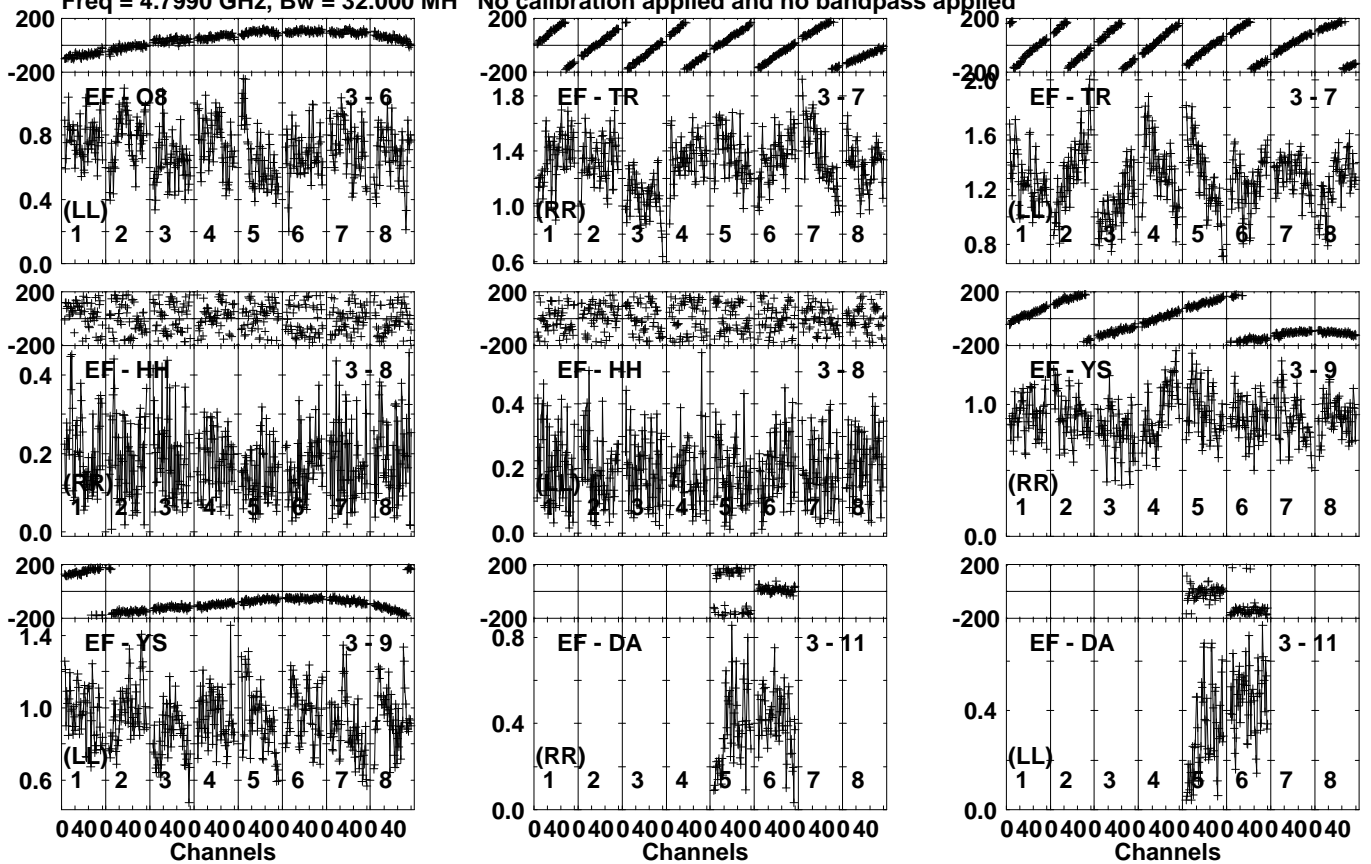 Freq = 4.7990 GHz, Bw = 32.000 MH No calibration applied and no bandpass applied
200
-200
EF - O8 3 - 6
0.8
0.4
(LL)
1 2 3 4 5 6 7 8
0.0
200
-200
1.8
EF - TR 3 - 7
1.4
1.0
(RR)
1 2 3 4 5 6 7 8
0.6
200
-200
2.0
EF - TR 3 - 7
1.6
1.2
(LL)
1 2 3 4 5 6 7 8
0.8
200
-200
EF - HH 3 - 8
0.4
0.2
(RR)
1 2 3 4 5 6 7 8
0.0
200
-200
EF - HH 3 - 8
0.4
0.2
(LL)
1 2 3 4 5 6 7 8
0.0
200
-200
EF - YS 3 - 9
1.0
(RR)
1 2 3 4 5 6 7 8
0.0
200
-200
1.4
EF - YS 3 - 9
1.0
(LL)
1 2 3 4 5 6 7 8
0.6
040040040040040040040040
Channels
200
-200
0.8
EF - DA 3 - 11
0.4
(RR)
1 2 3 4 5 6 7 8
0.0
040040040040040040040040
Channels
200
-200
EF - DA 3 - 11
0.4
(LL)
1 2 3 4 5 6 7 8
0.0
040040040040040040040040
Channels